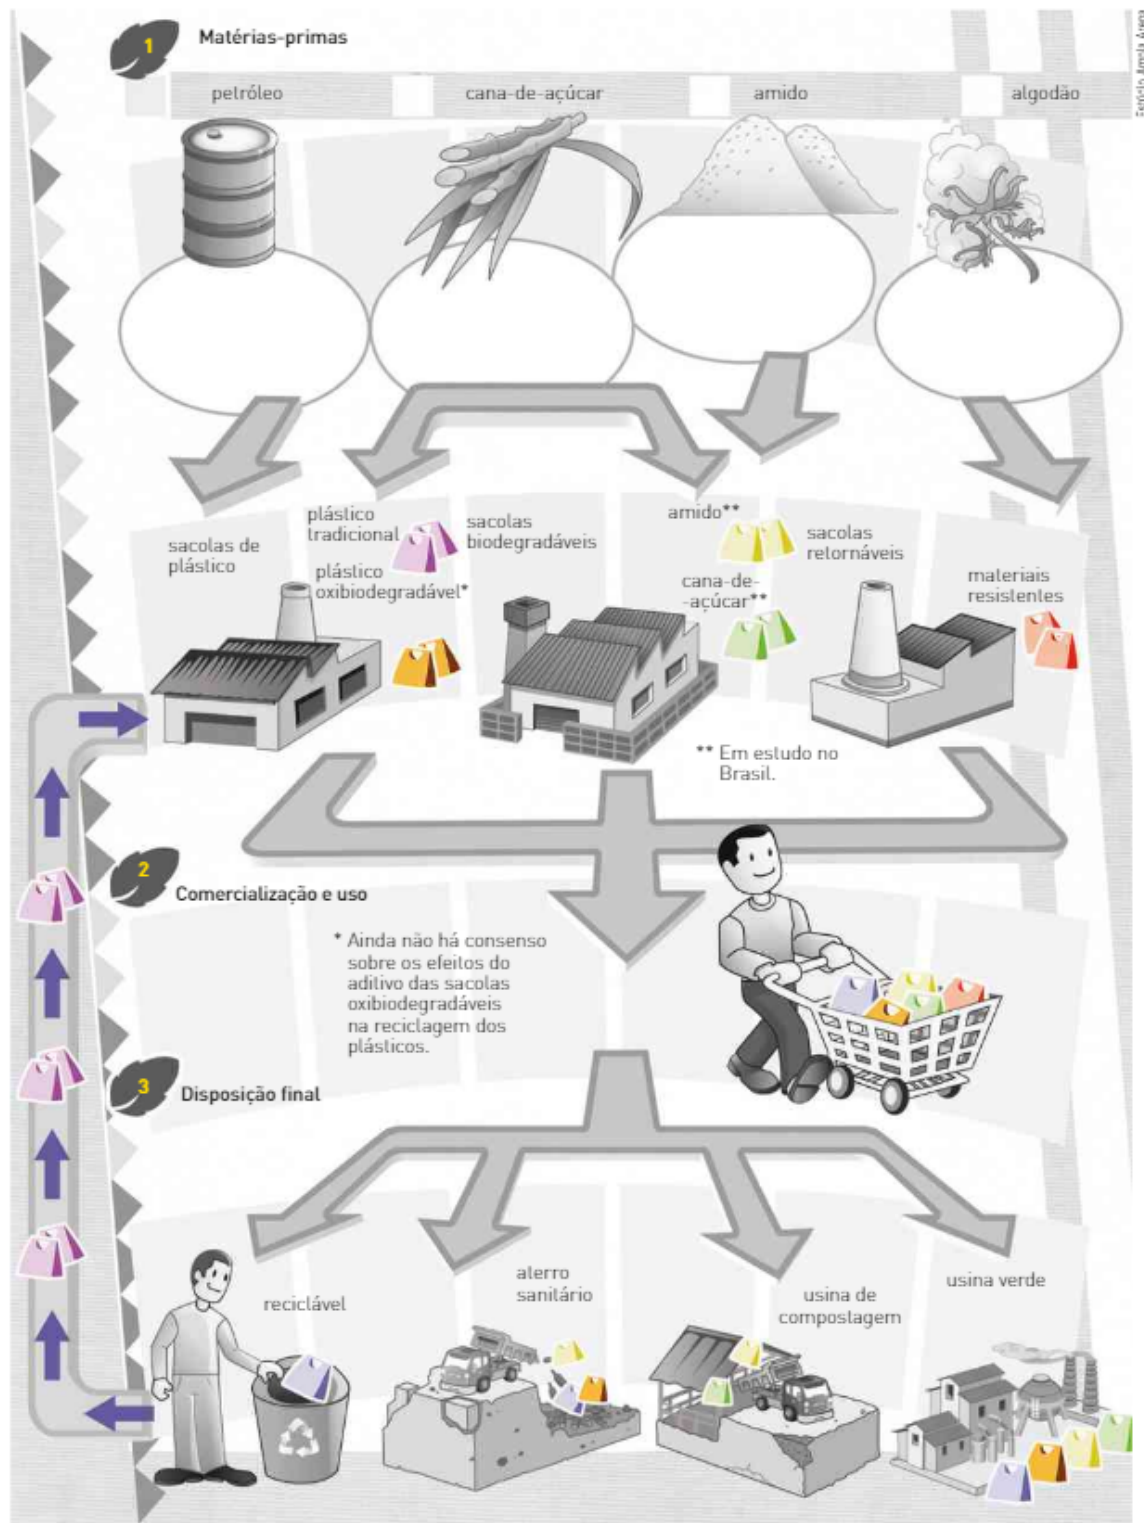 1
Matérias-primas
petróleo
cana-de-açúcar
amido
algodão
Estúdio Ampla Arena
sacolas de
plástico
plástico
tradicional
plástico
oxibiodegradável*
sacolas
biodegradáveis
amido**
cana-de-
-açúcar**
sacolas
retornáveis
materiais
resistentes
** Em estudo no
Brasil.
2
Comercialização e uso
* Ainda não há consenso
sobre os efeitos do
aditivo das sacolas
oxibiodegradáveis
na reciclagem dos
plásticos.
3
Disposição final
reciclável
aterro
sanitário
usina de
compostagem
usina verde